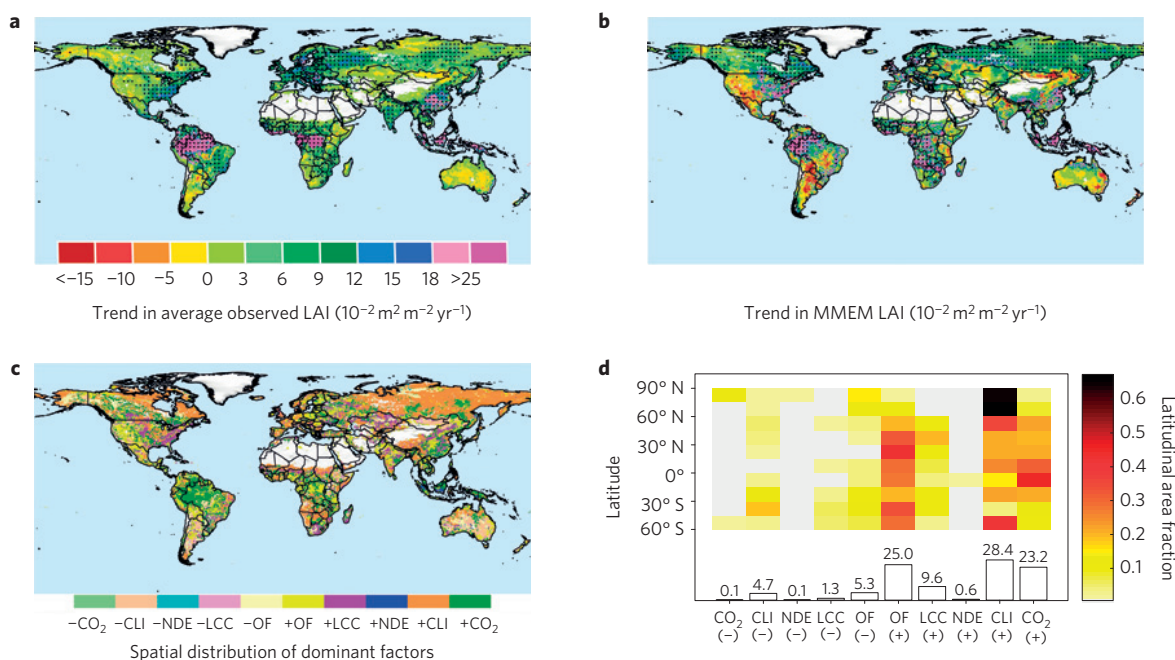 a
b
<−15 −10 −5 0 3 6 9 12 15 18 >25
Trend in average observed LAI (10⁻² m² m⁻² yr⁻¹)
Trend in MMEM LAI (10⁻² m² m⁻² yr⁻¹)
c
−CO₂ −CLI −NDE −LCC −OF +OF +LCC +NDE +CLI +CO₂
Spatial distribution of dominant factors
d
90° N
60° N
30° N
0°
30° S
60° S
Latitude
0.6
0.5
0.4
0.3
0.2
0.1
Latitudinal area fraction
0.1 4.7 0.1 1.3 5.3 25.0 9.6 0.6 28.4 23.2
CO₂ CLI NDE LCC OF OF LCC NDE CLI CO₂
(−) (−) (−) (−) (−) (+) (+) (+) (+) (+)